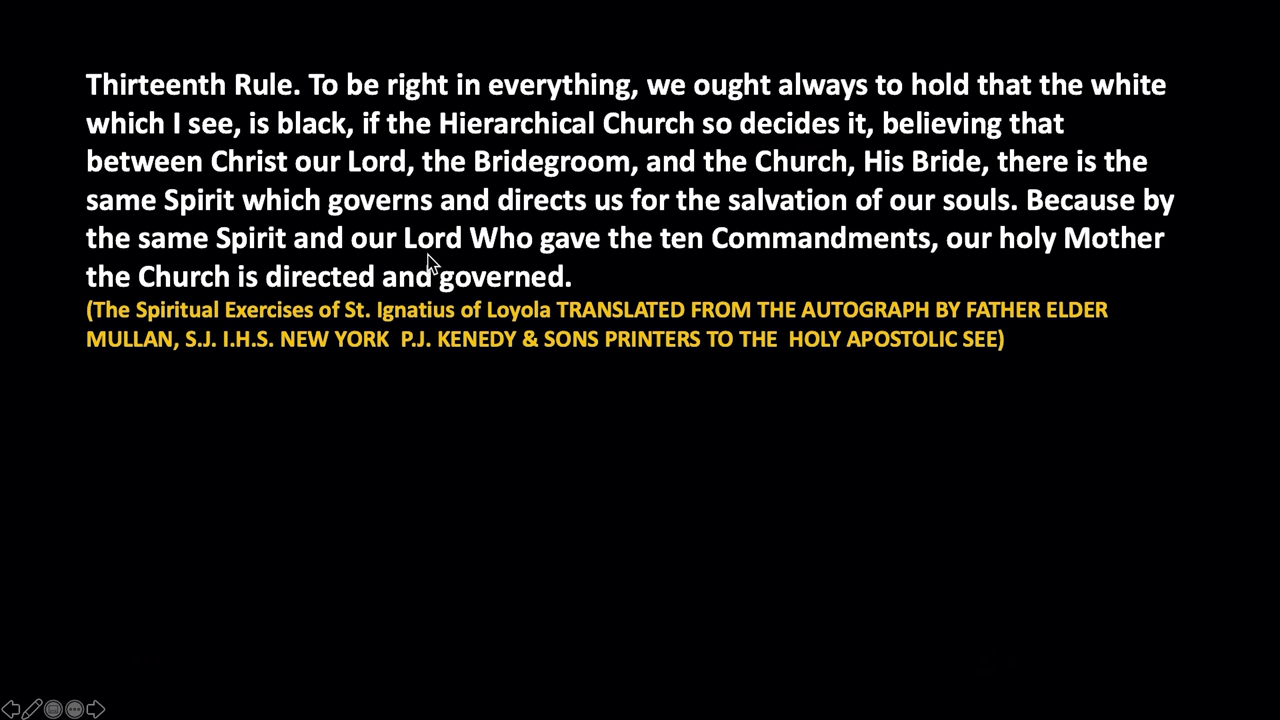 Thirteenth Rule. To be right in everything, we ought always to hold that the white
which I see, is black, if the Hierarchical Church so decides it, believing that
between Christ our Lord, the Bridegroom, and the Church, His Bride, there is the
same Spirit which governs and directs us for the salvation of our souls. Because by
the same Spirit and our Lord Who gave the ten Commandments, our holy Mother
the Church is directed and governed.
(The Spiritual Exercises of St. Ignatius of Loyola TRANSLATED FROM THE AUTOGRAPH BY FATHER ELDER
MULLAN, S.J. I.H.S. NEW YORK P.J. KENEDY & SONS PRINTERS TO THE HOLY APOSTOLIC SEE)